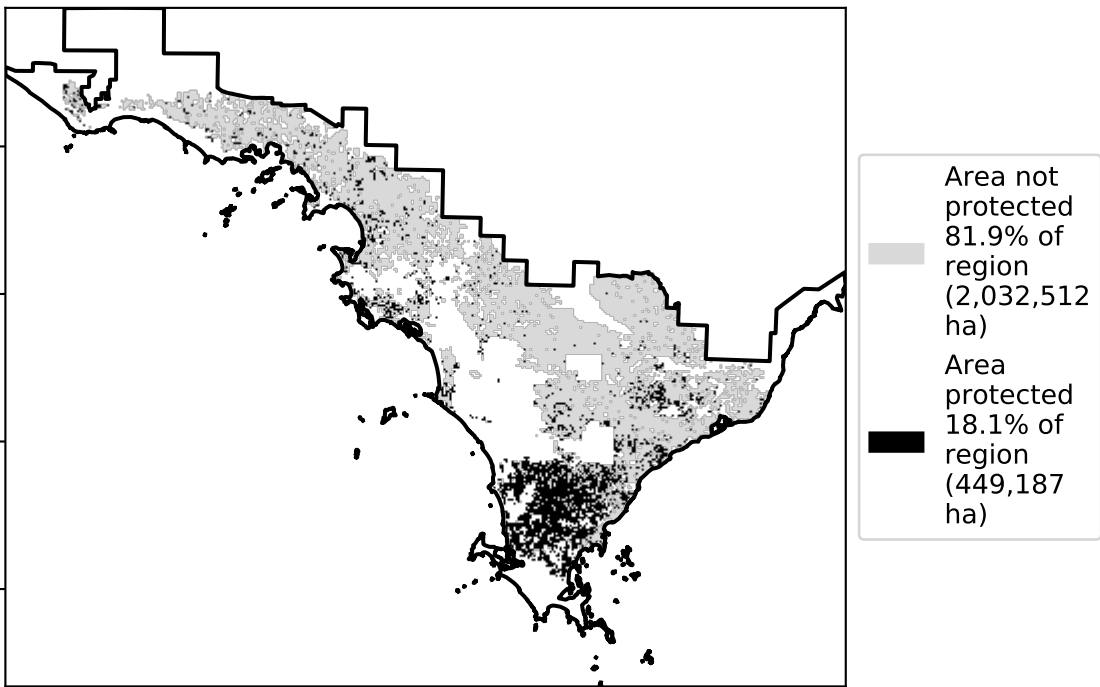 Area not
protected
81.9% of
region
(2,032,512
ha)
Area
protected
18.1% of
region
(449,187
ha)